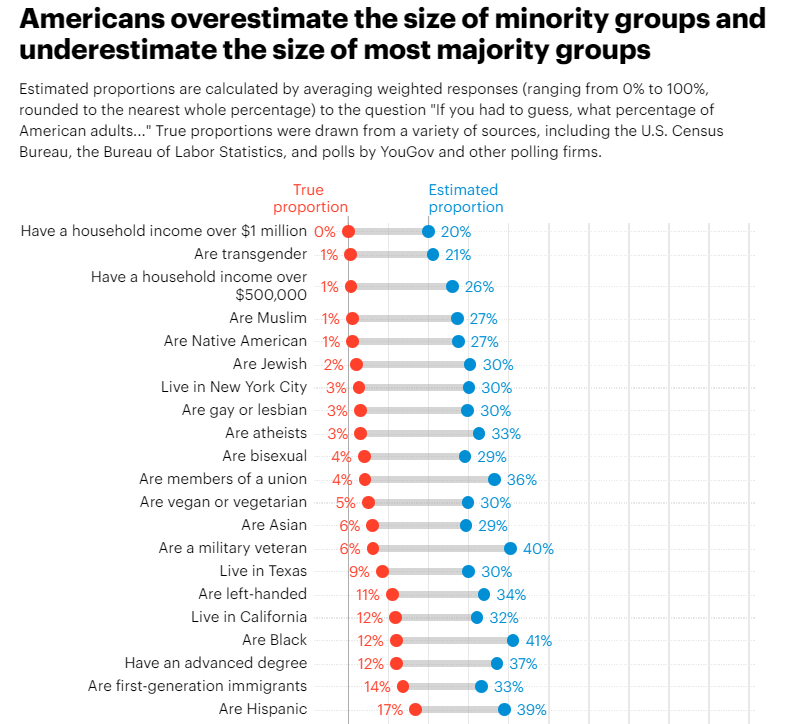 Americans overestimate the size of minority groups and
underestimate the size of most majority groups
Estimated proportions are calculated by averaging weighted responses (ranging from 0% to 100%,
rounded to the nearest whole percentage) to the question "If you had to guess, what percentage of
American adults..." True proportions were drawn from a variety of sources, including the U.S. Census
Bureau, the Bureau of Labor Statistics, and polls by YouGov and other polling firms.
True Estimated
proportion proportion
Have a household income over $1 million 0% 20%
Are transgender 1% 21%
Have a household income over
$500,000 1% 26%
Are Muslim 1% 27%
Are Native American 1% 27%
Are Jewish 2% 30%
Live in New York City 3% 30%
Are gay or lesbian 3% 30%
Are atheists 3% 33%
Are bisexual 4% 29%
Are members of a union 4% 36%
Are vegan or vegetarian 5% 30%
Are Asian 6% 29%
Are a military veteran 6% 40%
Live in Texas 9% 30%
Are left-handed 11% 34%
Live in California 12% 32%
Are Black 12% 41%
Have an advanced degree 12% 37%
Are first-generation immigrants 14% 33%
Are Hispanic 17% 39%